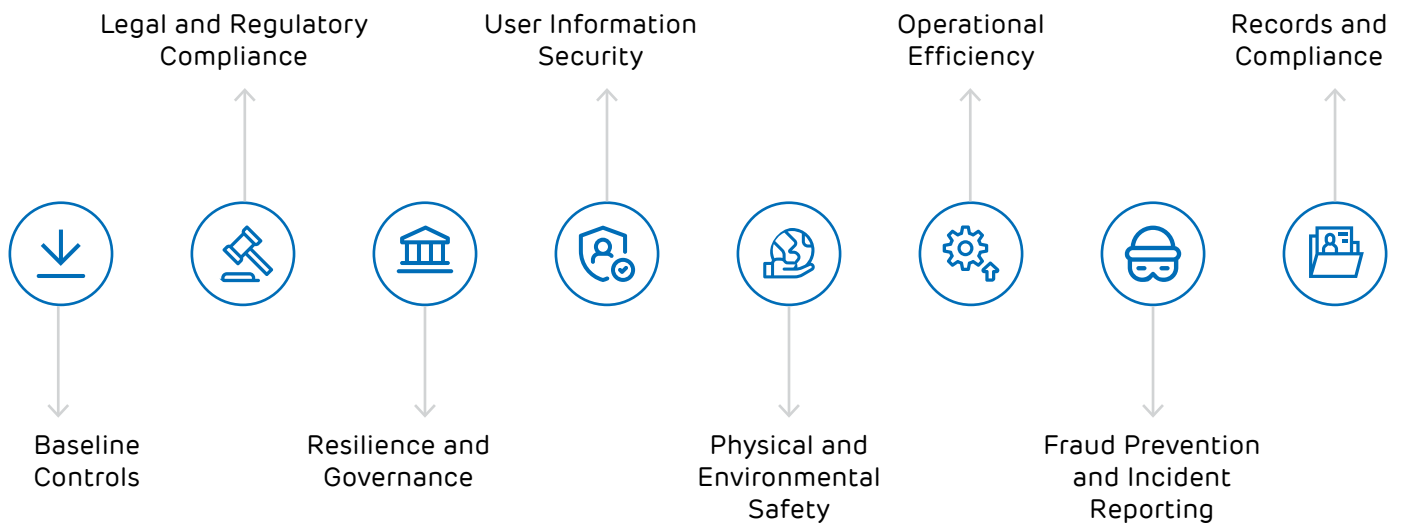 Legal and Regulatory
Compliance
User Information
Security
Operational
Efficiency
Records and
Compliance
Baseline
Controls
Resilience and
Governance
Physical and
Environmental
Safety
Fraud Prevention
and Incident
Reporting